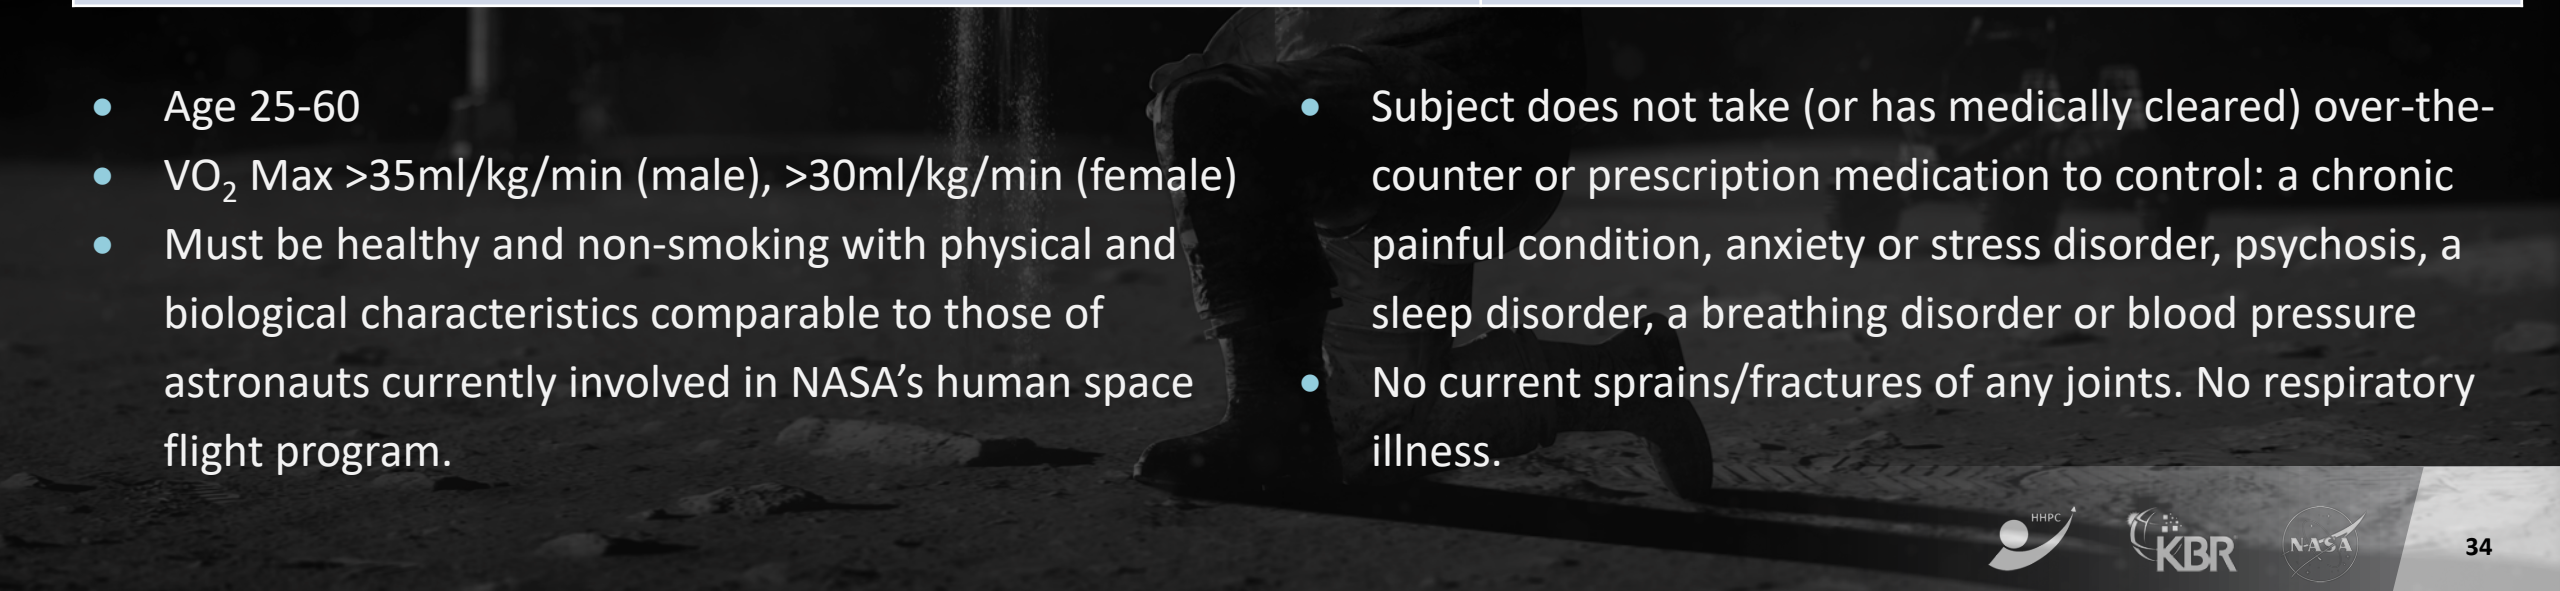 • Age 25-60
• VO₂ Max >35ml/kg/min (male), >30ml/kg/min (female)
• Must be healthy and non-smoking with physical and
biological characteristics comparable to those of
astronauts currently involved in NASA’s human space
flight program.
• Subject does not take (or has medically cleared) over-the-
counter or prescription medication to control: a chronic
painful condition, anxiety or stress disorder, psychosis, a
sleep disorder, a breathing disorder or blood pressure
• No current sprains/fractures of any joints. No respiratory
illness.
HHPC
KBR
NASA
34